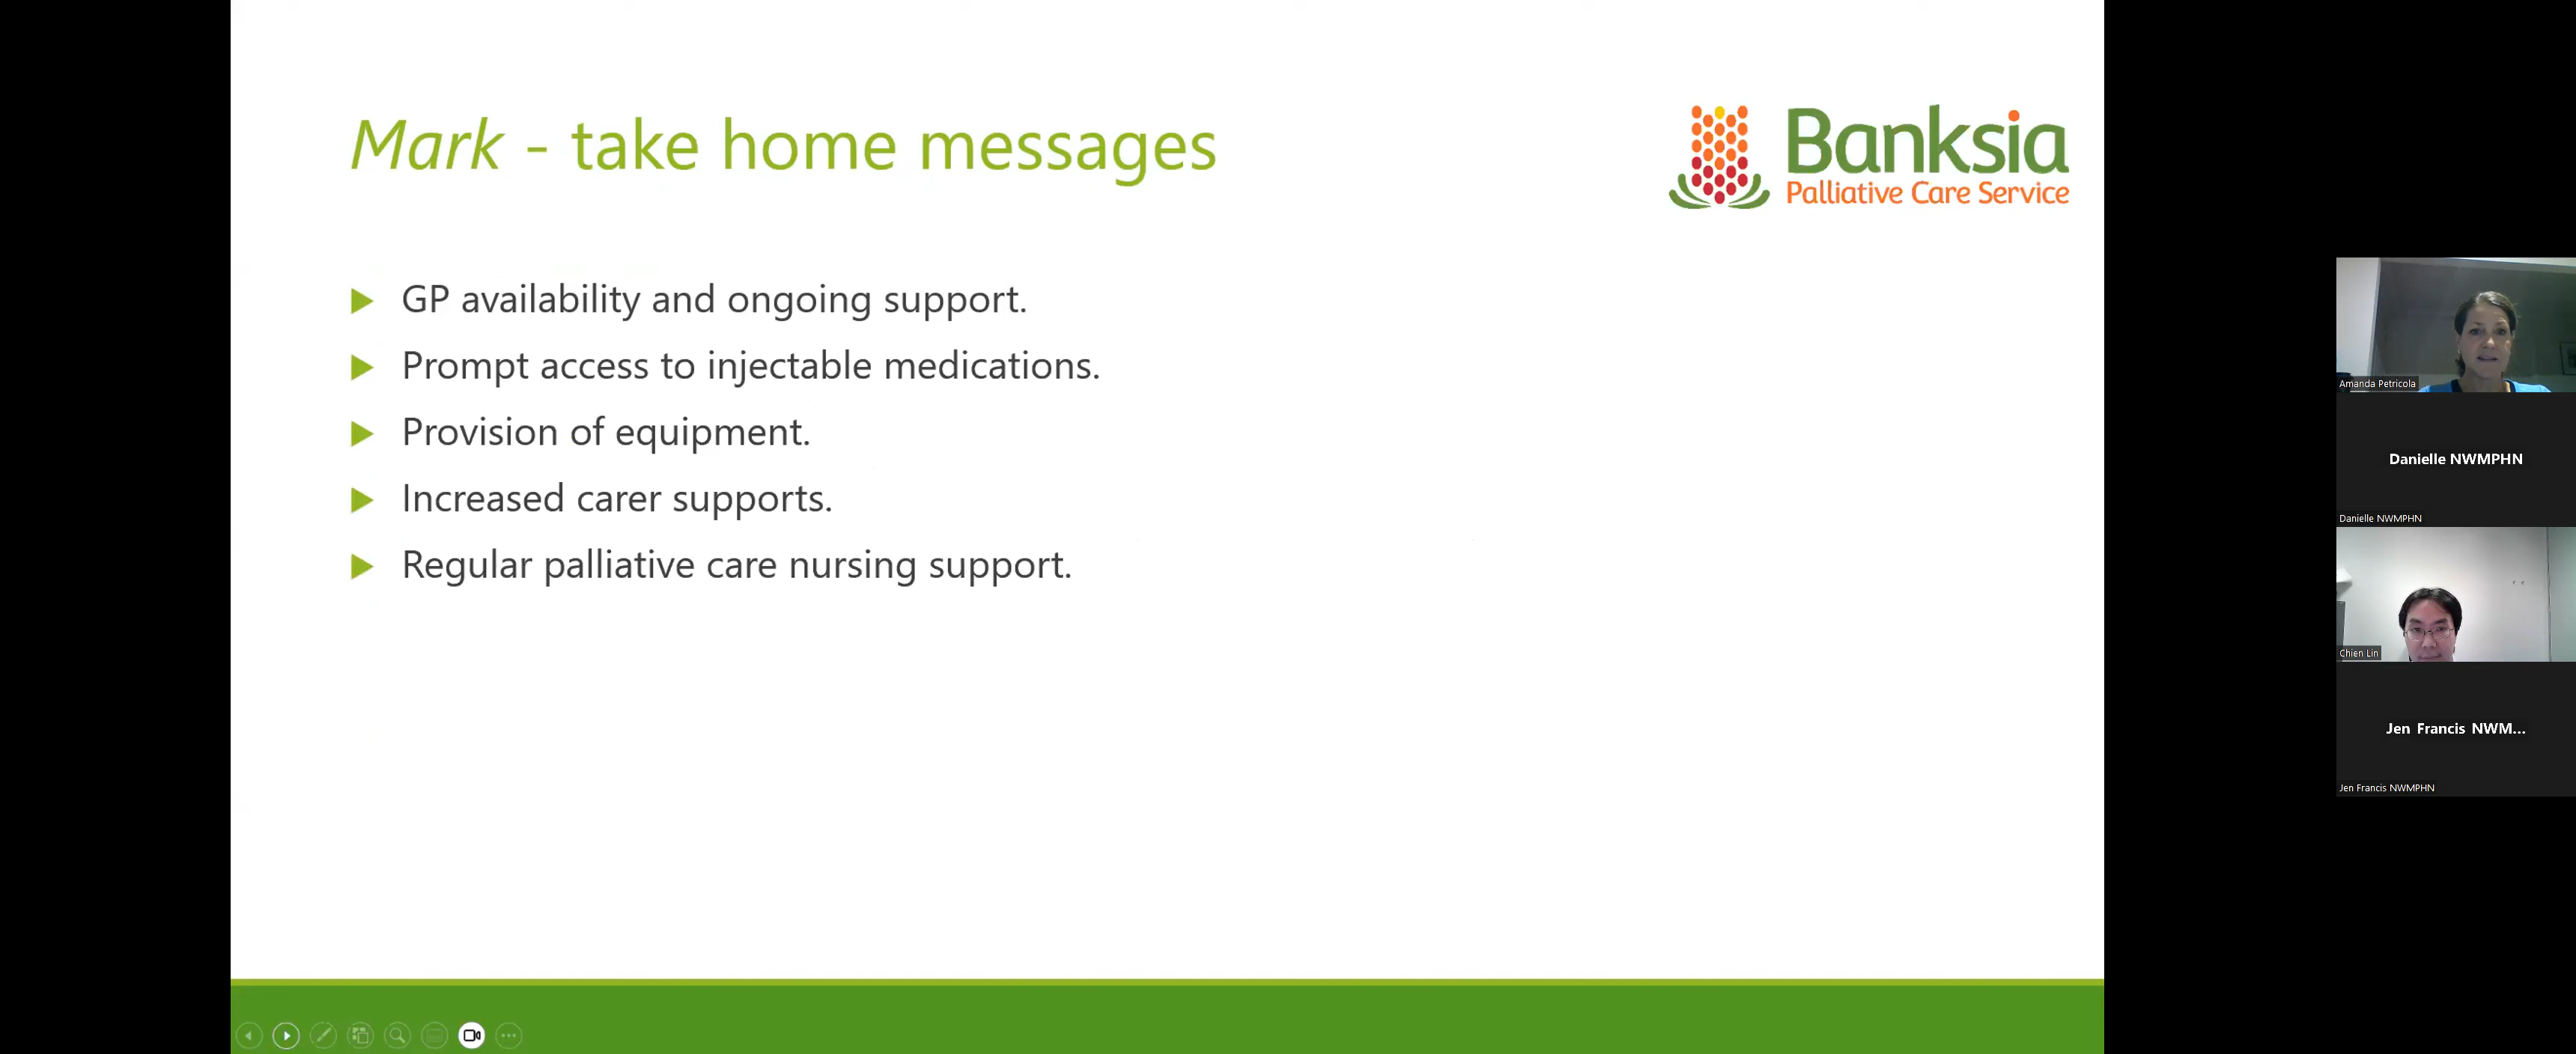 Mark - take home messages
Banksia
Palliative Care Service
GP availability and ongoing support.
Prompt access to injectable medications.
Provision of equipment.
Increased carer supports.
Regular palliative care nursing support.
Amanda Petricola
Danielle NWMPHN
Danielle NWMPHN
Chien Lin
Jen Francis NWM...
Jen Francis NWMPHN